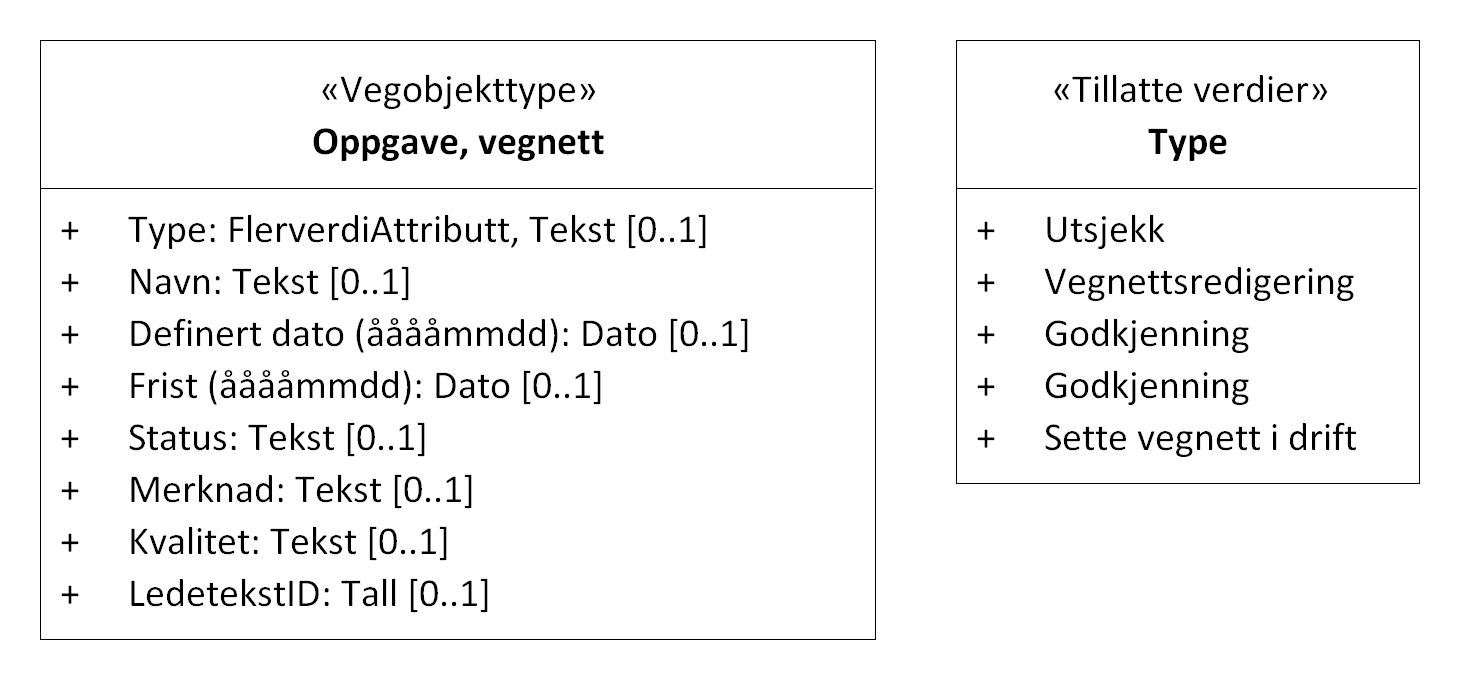 «Vegobjekttype»
Oppgave, vegnett
+ Type: FlerverdiAttributt, Tekst [0..1]
+ Navn: Tekst [0..1]
+ Definert dato (ååååmmdd): Dato [0..1]
+ Frist (ååååmmdd): Dato [0..1]
+ Status: Tekst [0..1]
+ Merknad: Tekst [0..1]
+ Kvalitet: Tekst [0..1]
+ LedetekstID: Tall [0..1]
«Tillatte verdier»
Type
+ Utsjekk
+ Vegnettsredigering
+ Godkjenning
+ Godkjenning
+ Sette vegnett i drift